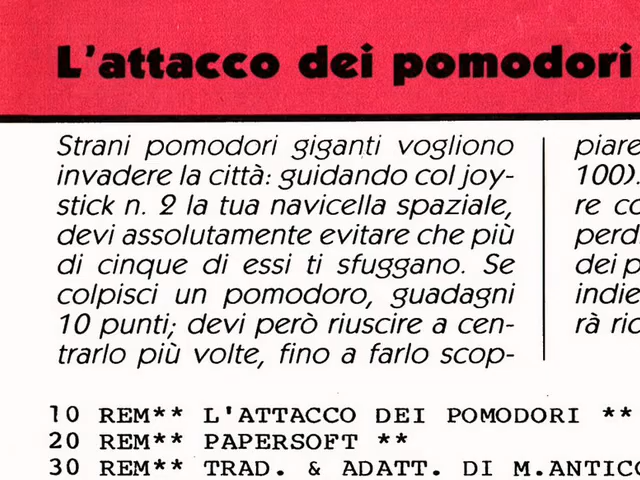 L'attacco dei pomodori
Strani pomodori giganti vogliono
invadere la città: guidando col joy-
stick n. 2 la tua navicella spaziale,
devi assolutamente evitare che più
di cinque di essi ti sfuggano. Se
colpisci un pomodoro, guadagni
10 punti; devi però riuscire a cen-
trarlo più volte, fino a farlo scop-
piare
100).
re
perd
dei
indie
rà
10 REM** L'ATTACCO DEI POMODORI **
20 REM** PAPERSOFT **
30 REM** TRAD. & ADATT. DI M.ANTICO